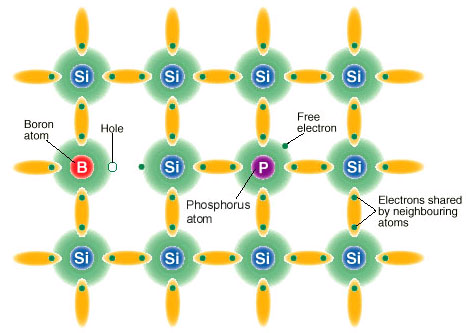 Si Si Si Si
Boron
atom
Hole
Free
electron
B Si P Si
Phosphorus
atom
Electrons shared
by neighbouring
atoms
Si Si Si Si